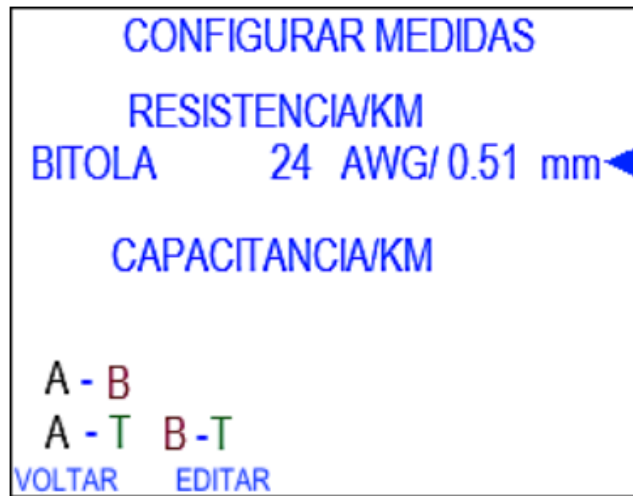 CONFIGURAR MEDIDAS
RESISTENCIA/KM
BITOLA 24 AWG/ 0.51 mm
CAPACITANCIA/KM
A - B
A - T B -T
VOLTAR EDITAR